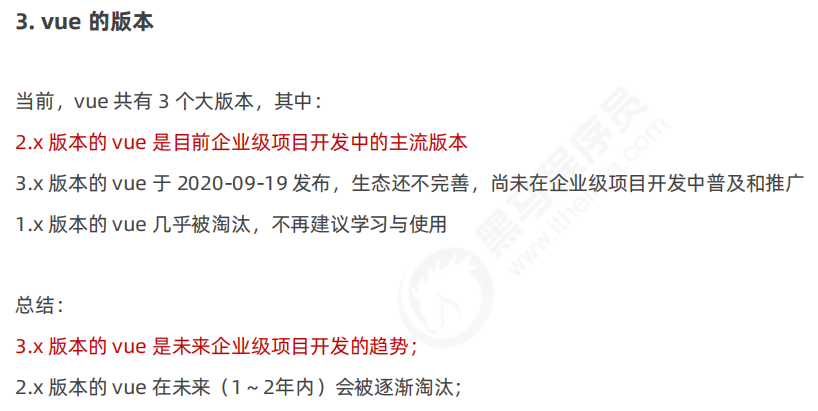 3. vue 的版本
当前，vue 共有 3 个大版本，其中：
2.x 版本的 vue 是目前企业级项目开发中的主流版本
3.x 版本的 vue 于 2020-09-19 发布，生态还不完善，尚未在企业级项目开发中普及和推广
1.x 版本的 vue 几乎被淘汰，不再建议学习与使用
总结：
3.x 版本的 vue 是未来企业级项目开发的趋势；
2.x 版本的 vue 在未来（1 ~ 2年内）会被逐渐淘汰；
黑马程序员
www.itheima.com